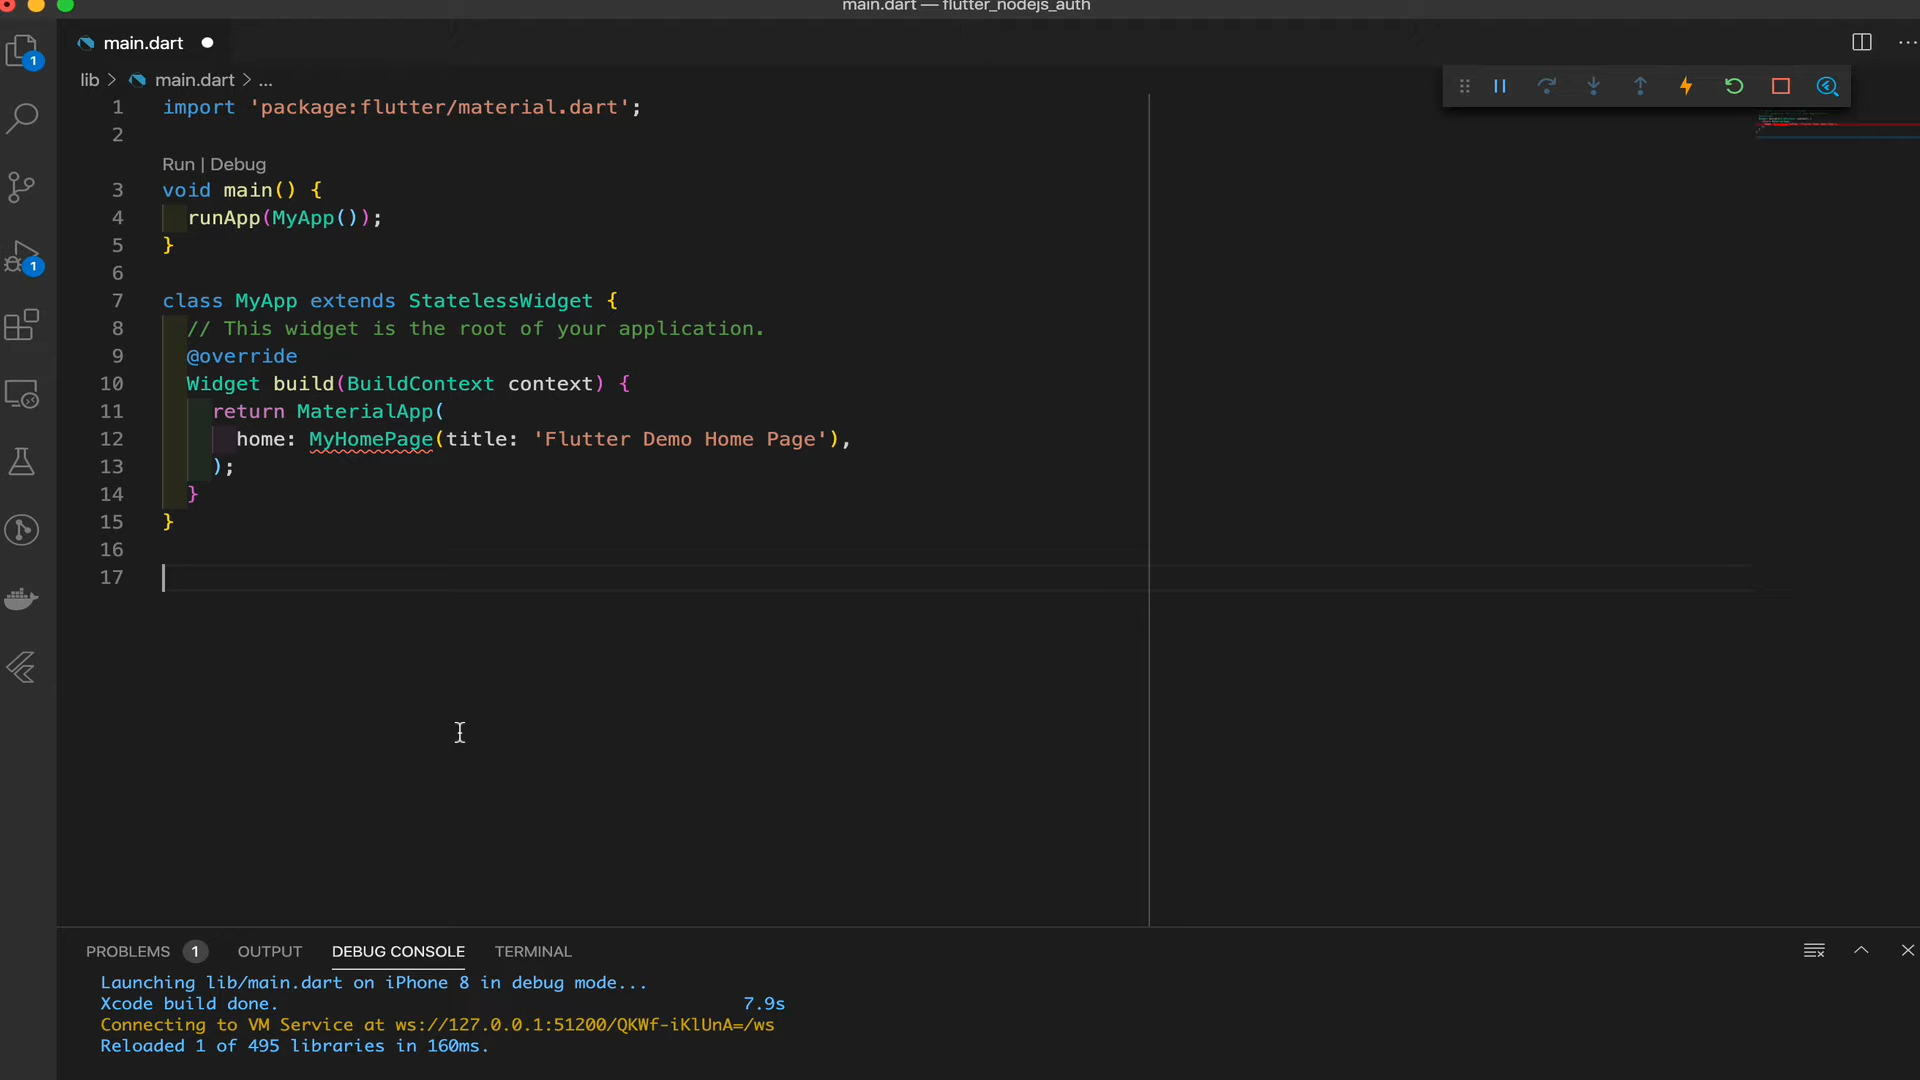 main.dart — flutter_nodejs_auth
main.dart
lib > main.dart > ...
1 import 'package:flutter/material.dart';
2
Run | Debug
3 void main() {
4 runApp(MyApp());
5 }
6
7 class MyApp extends StatelessWidget {
8 // This widget is the root of your application.
9 @override
10 Widget build(BuildContext context) {
11 return MaterialApp(
12 home: MyHomePage(title: 'Flutter Demo Home Page'),
13 );
14 }
15 }
16
17
1
1
PROBLEMS 1 OUTPUT DEBUG CONSOLE TERMINAL
Launching lib/main.dart on iPhone 8 in debug mode...
Xcode build done. 7.9s
Connecting to VM Service at ws://127.0.0.1:51200/QKWf-iKlUnA=/ws
Reloaded 1 of 495 libraries in 160ms.